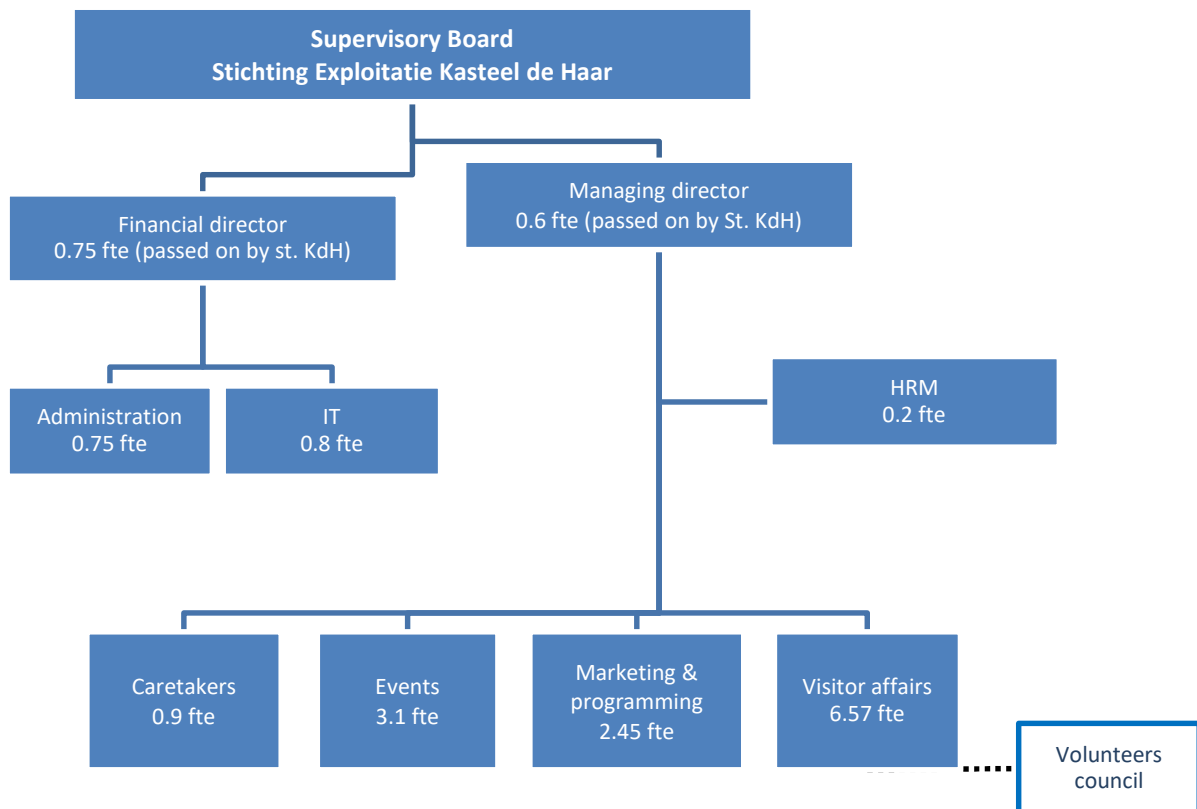 Supervisory Board
Stichting Exploitatie Kasteel de Haar
Managing director
0.6 fte (passed on by St. KdH)
Financial director
0.75 fte (passed on by st. KdH)
HRM
0.2 fte
Administration
0.75 fte
IT
0.8 fte
Caretakers
0.9 fte
Events
3.1 fte
Marketing &
programming
2.45 fte
Visitor affairs
6.57 fte
Volunteers
council